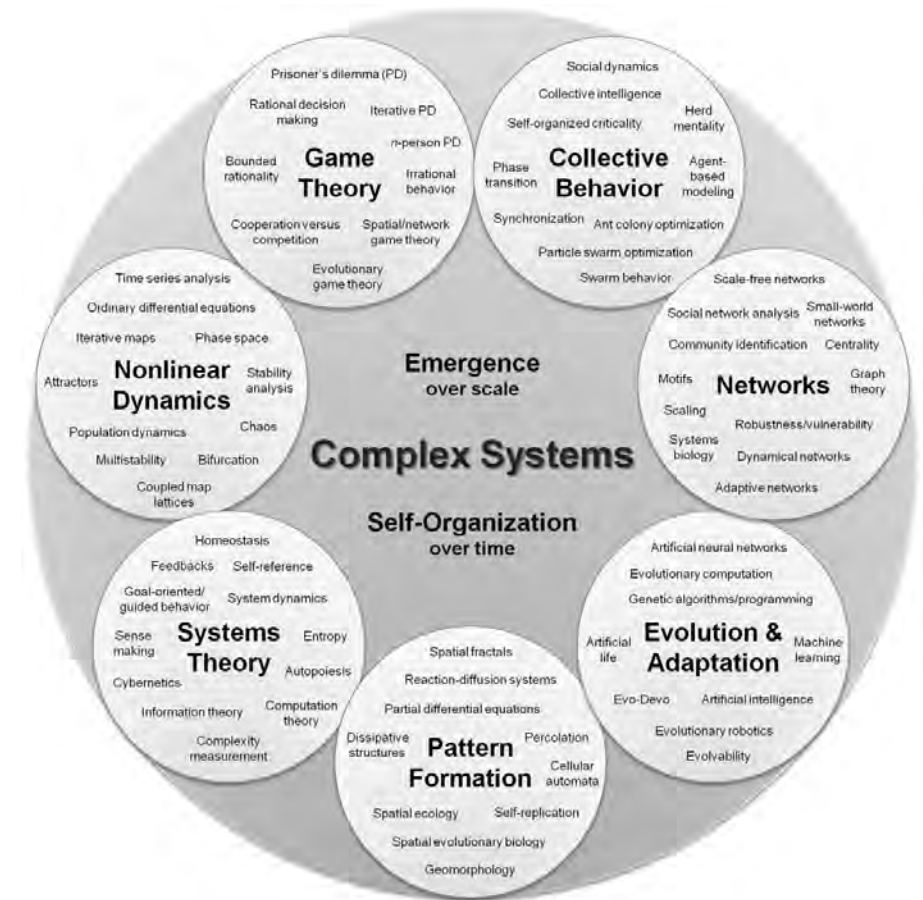 Prisoner's dilemma (PD)
Rational decision
making
Iterative PD
n-person PD
Bounded
rationality
Game
Theory
Irrational
behavior
Cooperation versus
competition
Spatial/network
game theory
Evolutionary
game theory
Social dynamics
Collective intelligence
Herd
mentality
Self-organized criticality
Phase
transition
Collective
Behavior
Agent-
based
modeling
Synchronization
Ant colony optimization
Particle swarm optimization
Swarm behavior
Time series analysis
Ordinary differential equations
Iterative maps
Phase space
Attractors
Nonlinear
Dynamics
Stability
analysis
Population dynamics
Chaos
Multistability
Bifurcation
Coupled map
lattices
Emergence
over scale
Complex Systems
Self-Organization
over time
Scale-free networks
Social network analysis
Small-world
networks
Community identification
Centrality
Motifs
Networks
Graph
theory
Scaling
Robustness/vulnerability
Systems
biology
Dynamical networks
Adaptive networks
Homeostasis
Feedbacks
Self-reference
Goal-oriented/
guided behavior
System dynamics
Sense
making
Systems
Theory
Entropy
Autopoiesis
Cybernetics
Information theory
Computation
theory
Complexity
measurement
Spatial fractals
Reaction-diffusion systems
Partial differential equations
Dissipative
structures
Pattern
Formation
Percolation
Cellular
automata
Spatial ecology
Self-replication
Spatial evolutionary biology
Geomorphology
Artificial neural networks
Evolutionary computation
Genetic algorithms/programming
Artificial
life
Evolution &
Adaptation
Machine
learning
Evo-Devo
Artificial intelligence
Evolutionary robotics
Evolvability